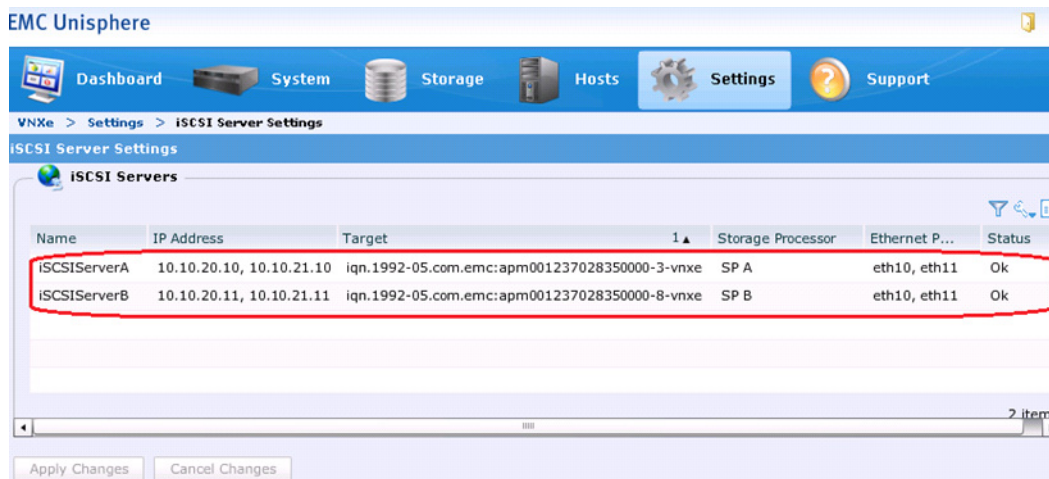 EMC Unisphere
Dashboard System Storage Hosts Settings Support
VNXe > Settings > iSCSI Server Settings
iSCSI Server Settings
iSCSI Servers
Name IP Address Target 1 Storage Processor Ethernet P... Status
iSCSIServerA 10.10.20.10, 10.10.21.10 iqn.1992-05.com.emc:apm001237028350000-3-vnxe SP A eth10, eth11 Ok
iSCSIServerB 10.10.20.11, 10.10.21.11 iqn.1992-05.com.emc:apm001237028350000-8-vnxe SP B eth10, eth11 Ok
2 item
Apply Changes Cancel Changes